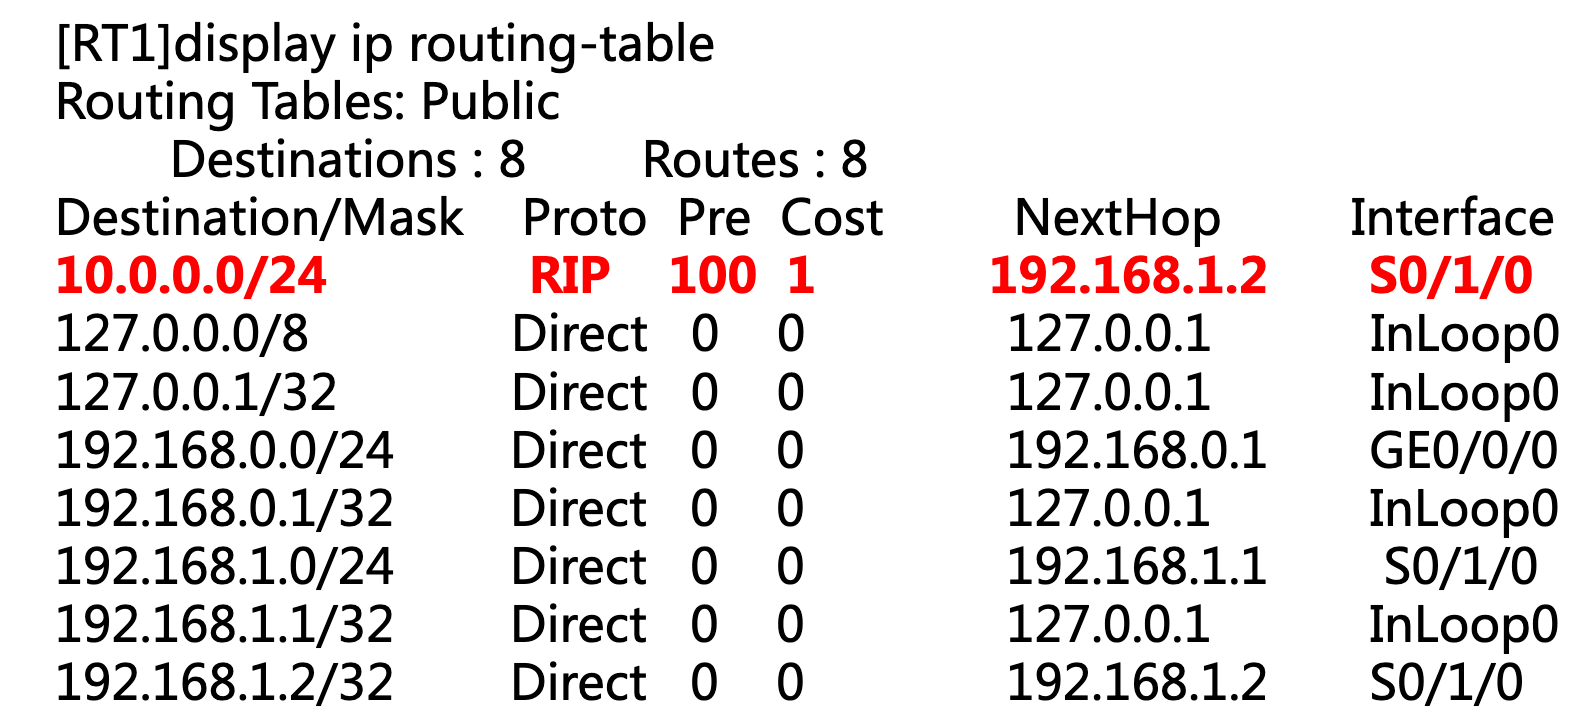 [RT1]display ip routing-table
Routing Tables: Public
Destinations : 8 Routes : 8
Destination/Mask Proto Pre Cost NextHop Interface
10.0.0.0/24 RIP 100 1 192.168.1.2 S0/1/0
127.0.0.0/8 Direct 0 0 127.0.0.1 InLoop0
127.0.0.1/32 Direct 0 0 127.0.0.1 InLoop0
192.168.0.0/24 Direct 0 0 192.168.0.1 GE0/0/0
192.168.0.1/32 Direct 0 0 127.0.0.1 InLoop0
192.168.1.0/24 Direct 0 0 192.168.1.1 S0/1/0
192.168.1.1/32 Direct 0 0 127.0.0.1 InLoop0
192.168.1.2/32 Direct 0 0 192.168.1.2 S0/1/0